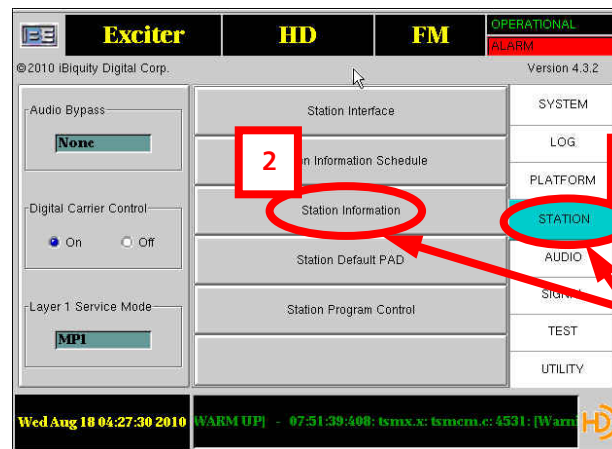 Exciter HD FM OPERATIONAL
ALARM
©2010 iBiquity Digital Corp. Version 4.3.2
Audio Bypass
None
Digital Carrier Control
On Off
Layer 1 Service Mode
MP1
Station Interface
2
n Information Schedule
Station Information
Station Default PAD
Station Program Control
SYSTEM
LOG
PLATFORM
STATION
AUDIO
TEST
UTILITY
Wed Aug 18 04:27:30 2010 WARM UP] - 07:51:39:408: tsmx.x: tsmcm.c: 4531: [Warni
HD